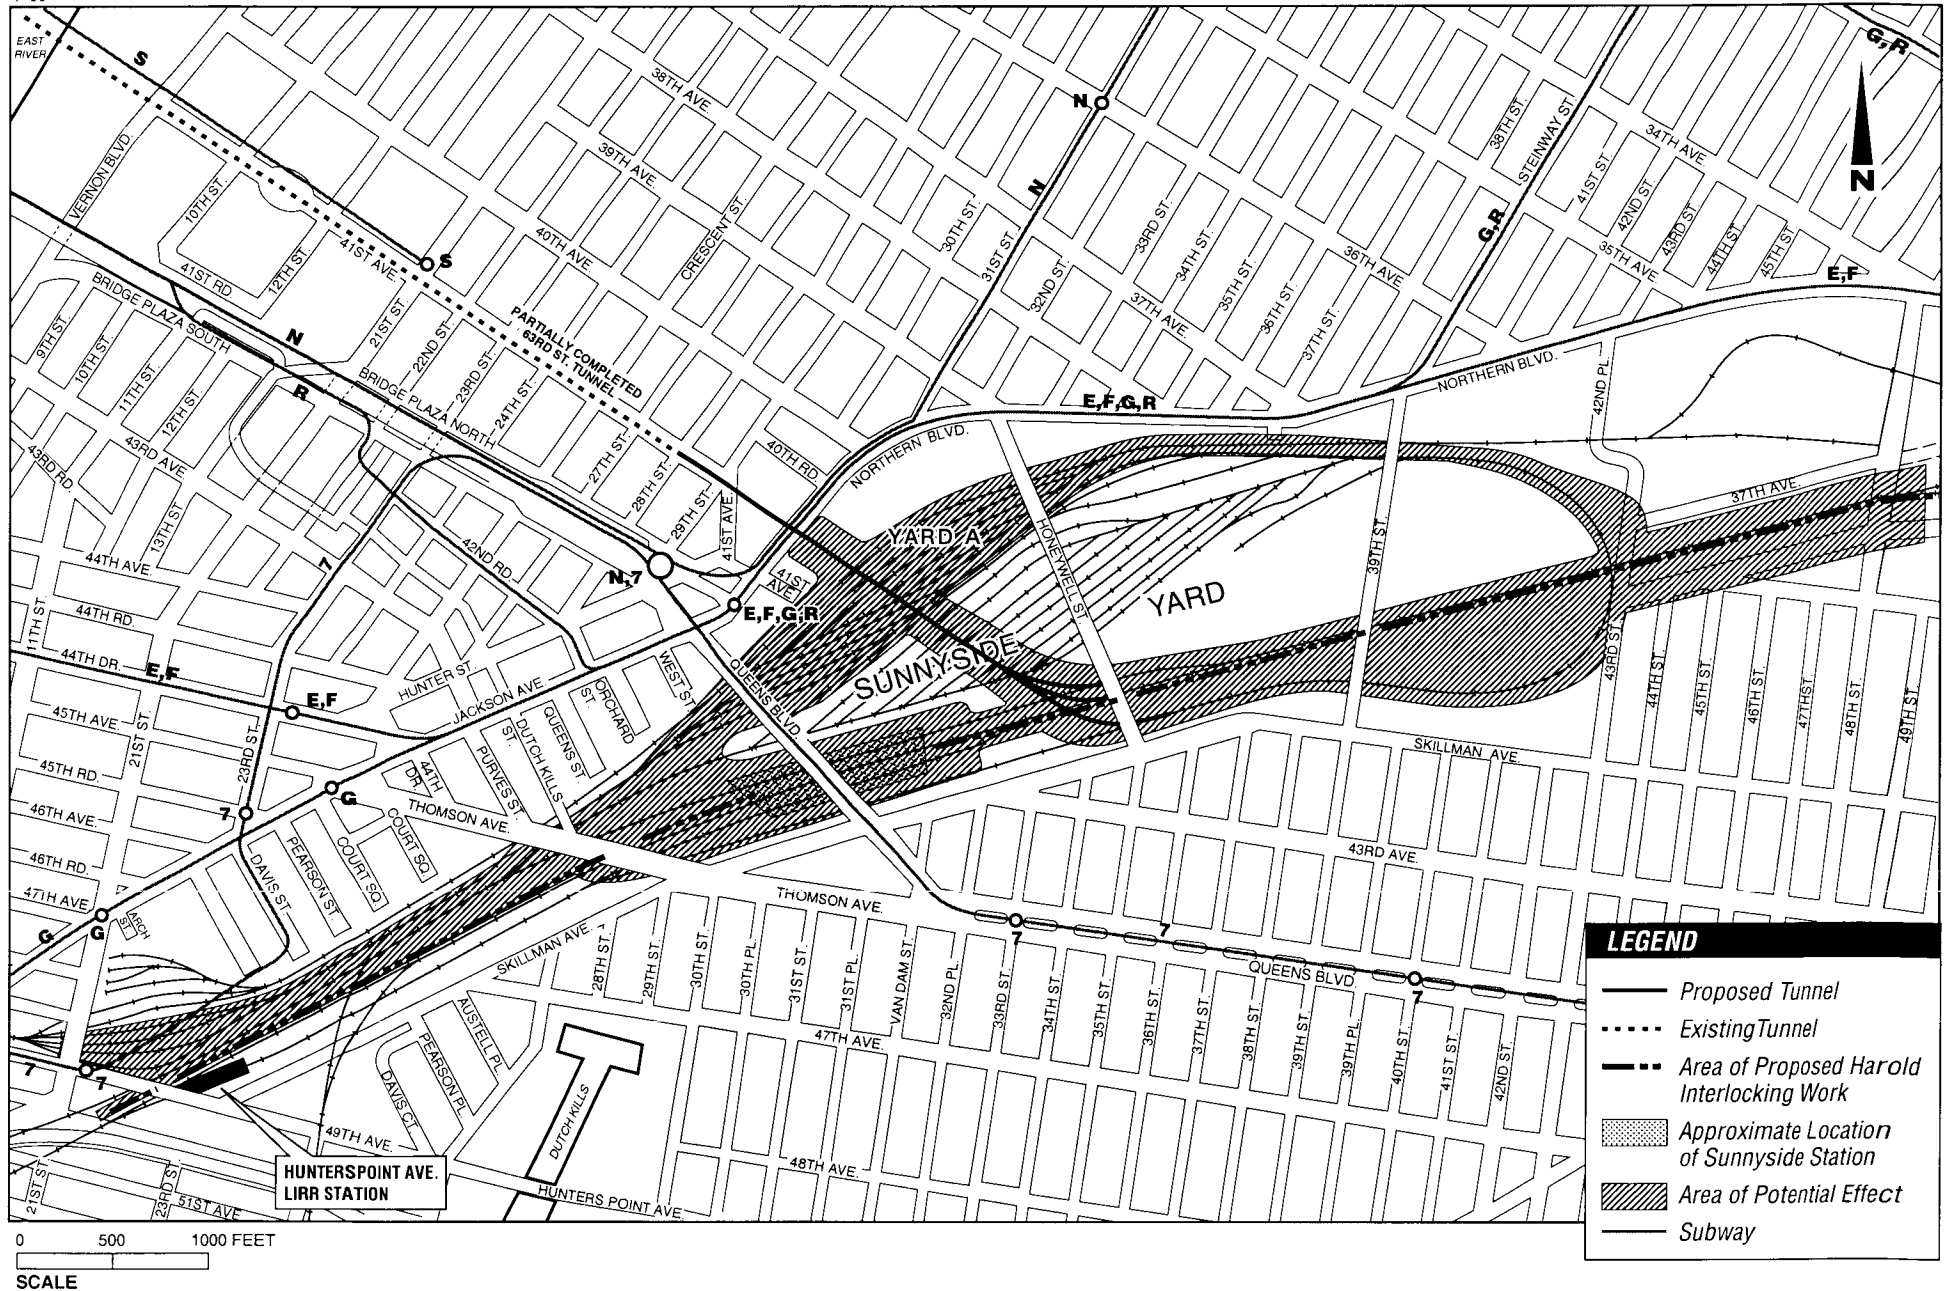 EAST
RIVER
S
VERNON BLVD.
10TH ST.
12TH ST.
41ST AVE.
41ST RD.
BRIDGE PLAZA SOUTH
N
R
S
38TH AVE.
39TH AVE.
40TH AVE.
CRESCENT ST.
PARTIALLY COMPLETED
63RD ST. TUNNEL
21ST ST.
22ND ST.
23RD ST.
24TH ST.
BRIDGE PLAZA NORTH
27TH ST.
28TH ST.
29TH ST.
41ST AVE.
40TH RD.
N
N
30TH ST.
31ST ST.
32ND ST.
33RD ST.
34TH ST.
35TH ST.
36TH ST.
37TH ST.
37TH AVE.
36TH AVE.
38TH ST.
STEINWAY ST.
G,R
G,R
34TH AVE.
35TH AVE.
41ST ST.
42ND ST.
43RD ST.
44TH ST.
45TH ST.
N
E,F
NORTHERN BLVD.
42ND PL.
E,F,G,R
NORTHERN BLVD.
37TH AVE.
9TH ST.
10TH ST.
11TH ST.
12TH ST.
43RD AVE.
43RD RD.
13TH ST.
44TH AVE.
44TH RD.
11TH ST.
44TH DR.
E,F
E,F
7
42ND RD.
N,7
41ST
AVE.
E,F,G,R
YARD A
SUNNYSIDE
YARD
HONEYWELL ST.
39TH ST.
43RD ST.
44TH ST.
45TH ST.
46TH ST.
47TH ST.
48TH ST.
49TH ST.
SKILLMAN AVE.
45TH AVE.
45TH RD.
46TH AVE.
46TH RD.
47TH AVE.
21ST ST.
23RD ST.
HUNTER ST.
JACKSON AVE.
WEST ST.
QUEENS BLVD.
ORCHARD
ST.
QUEENS ST.
DUTCH KILLS
ST.
PURVES ST.
44TH
DR.
THOMSON AVE.
COURT SQ.
COURT SQ.
PEARSON ST.
DAVIS ST.
7
G
G
G
ARCH
ST.
43RD AVE.
THOMSON AVE.
7
7
QUEENS BLVD.
7
SKILLMAN AVE.
28TH ST.
29TH ST.
30TH ST.
30TH PL.
31ST ST.
31ST PL.
VAN DAM ST.
32ND PL.
33RD ST.
34TH ST.
35TH ST.
36TH ST.
37TH ST.
38TH ST.
39TH ST.
39TH PL.
40TH ST.
41ST ST.
42ND ST.
47TH AVE.
48TH AVE.
AUSTELL PL.
PEARSON PL.
DAVIS CT.
DUTCH KILLS
7
7
49TH AVE.
HUNTERSPOINT AVE.
LIRR STATION
HUNTERS POINT AVE.
21ST ST.
23RD ST.
51ST AVE
LEGEND
Proposed Tunnel
Existing Tunnel
Area of Proposed Harold
Interlocking Work
Approximate Location
of Sunnyside Station
Area of Potential Effect
Subway
0 500 1000 FEET
SCALE